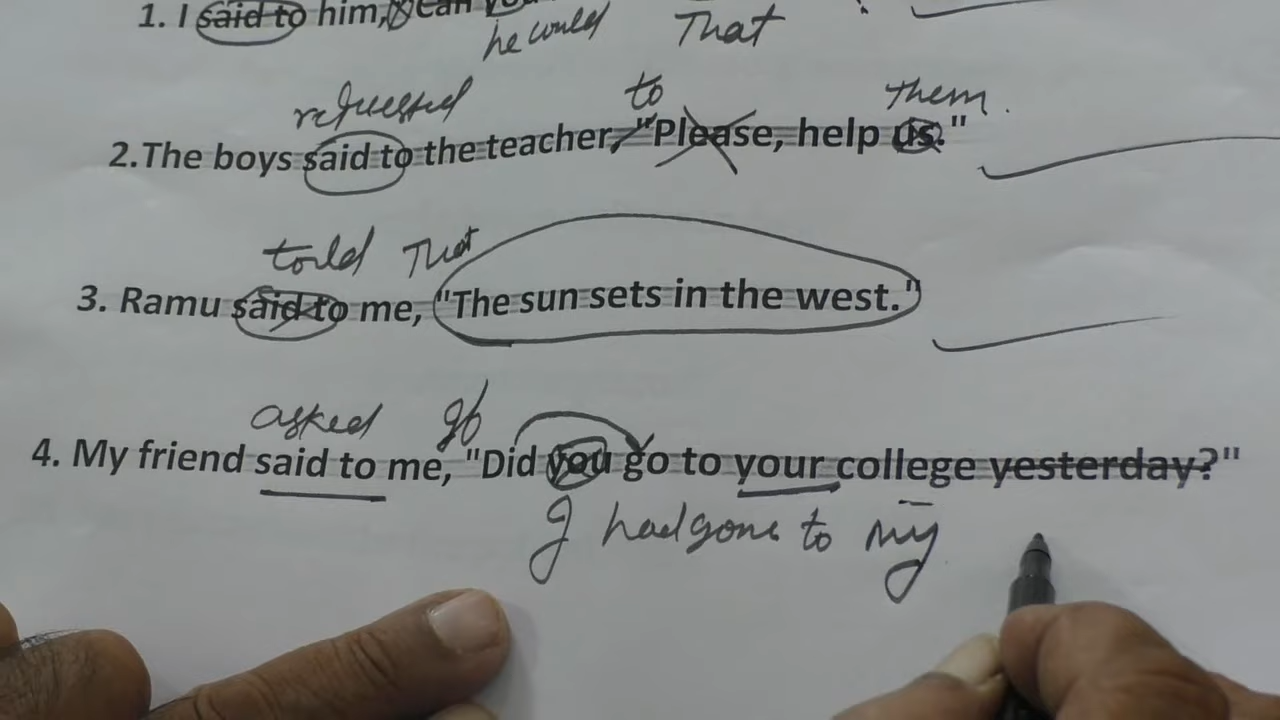 1. I said to him, "Can
he would That
requested to them.
2.The boys said to the teacher, "Please, help us."
told That
3. Ramu said to me, "The sun sets in the west."
asked if
4. My friend said to me, "Did you go to your college yesterday?"
I had gone to my